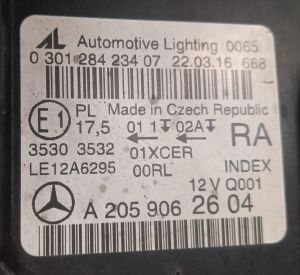 AL Automotive Lighting 0065
0 301 284 234 07 22.03.16 668
E1 PL Made in Czech Republic
17,5 01 1 02A RA
3530 3532 01XCER
LE12A6295 00RL INDEX
12 V Q001
A 205 906 26 04